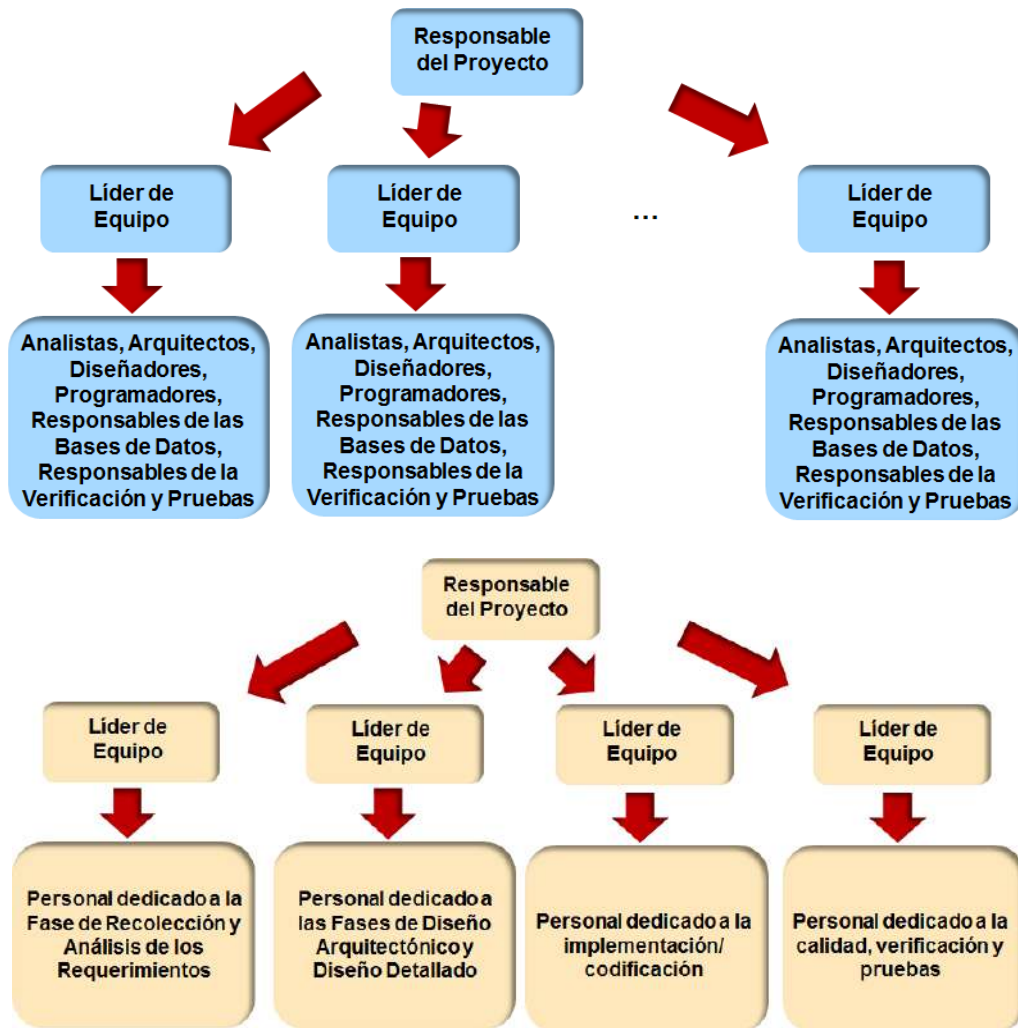 Responsable
del Proyecto
Líder de
Equipo
Líder de
Equipo
...
Líder de
Equipo
Analistas, Arquitectos,
Diseñadores,
Programadores,
Responsables de las
Bases de Datos,
Responsables de la
Verificación y Pruebas
Analistas, Arquitectos,
Diseñadores,
Programadores,
Responsables de las
Bases de Datos,
Responsables de la
Verificación y Pruebas
Analistas, Arquitectos,
Diseñadores,
Programadores,
Responsables de las
Bases de Datos,
Responsables de la
Verificación y Pruebas
Responsable
del Proyecto
Líder de
Equipo
Líder de
Equipo
Líder de
Equipo
Líder de
Equipo
Personal dedicado a la
Fase de Recolección y
Análisis de los
Requerimientos
Personal dedicado a
las Fases de Diseño
Arquitectónico y
Diseño Detallado
Personal dedicado a la
implementación/
codificación
Personal dedicado a la
calidad, verificación y
pruebas